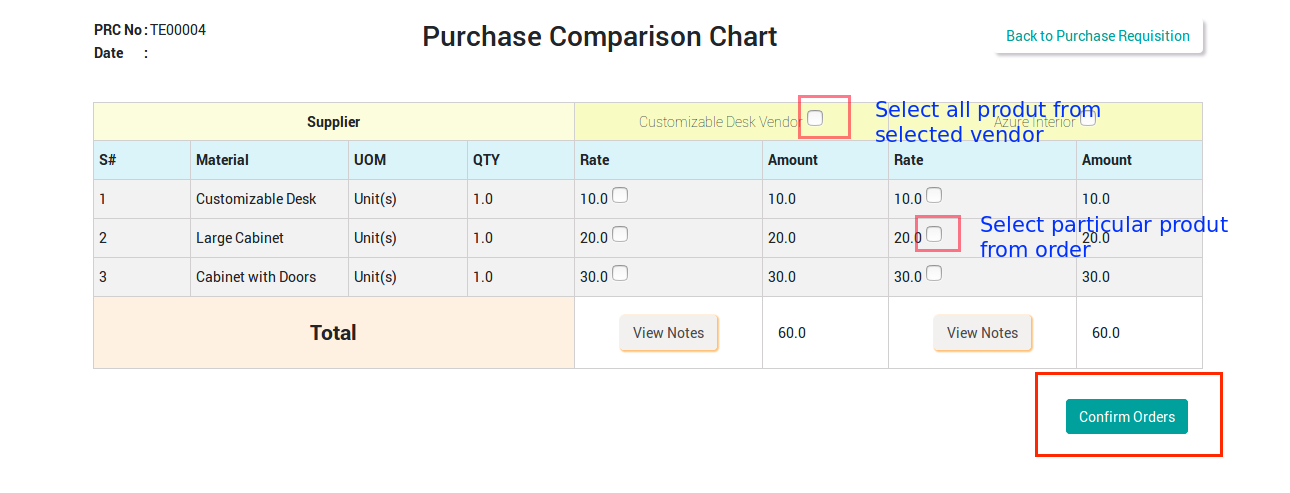 PRC No : TE00004
Purchase Comparison Chart
Back to Purchase Requisition
Date :
Supplier Customizable Desk Vendor Azure Interior
Select all produt from
selected vendor
S# Material UOM QTY Rate Amount Rate Amount
1 Customizable Desk Unit(s) 1.0 10.0 10.0 10.0 10.0
2 Large Cabinet Unit(s) 1.0 20.0 20.0 20.0 20.0
Select particular produt
from order
3 Cabinet with Doors Unit(s) 1.0 30.0 30.0 30.0 30.0
Total View Notes 60.0 View Notes 60.0
Confirm Orders